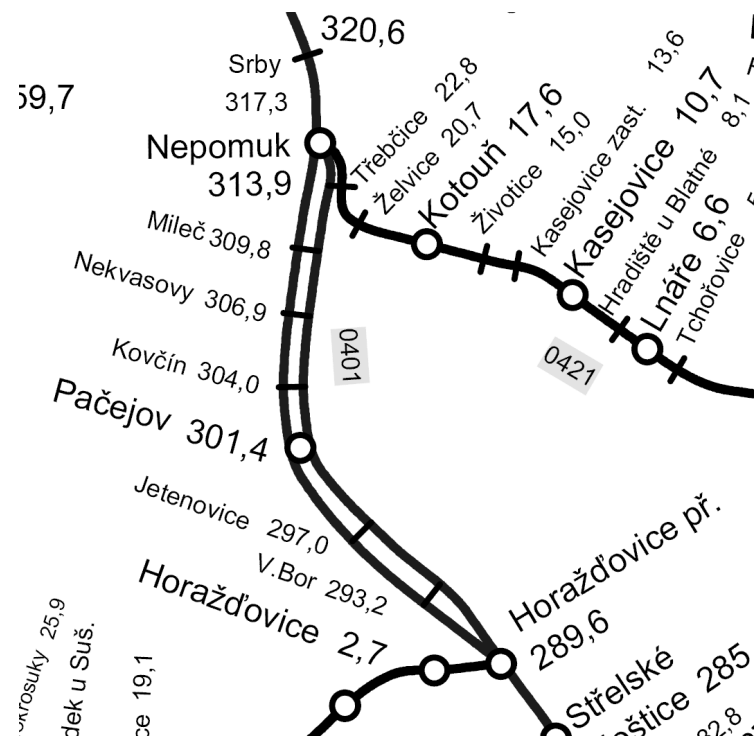 320,6
Srby
317,3
59,7
Nepomuk
313,9
Třebčice 22,8
Želvice 20,7
Kotouň 17,6
Životice 15,0
Kasejovice zast. 13,6
Kasejovice 10,7
Hradiště u Blatné 8,1
Lnáře 6,6
Tchořovice
Mileč 309,8
Nekvasovy 306,9
Kovčín 304,0
0401
0421
Pačejov 301,4
Jetenovice 297,0
V.Bor 293,2
Horažďovice 2,7
Horažďovice př.
289,6
Střelské
285
25,9
dek u Suš.
ce 19,1